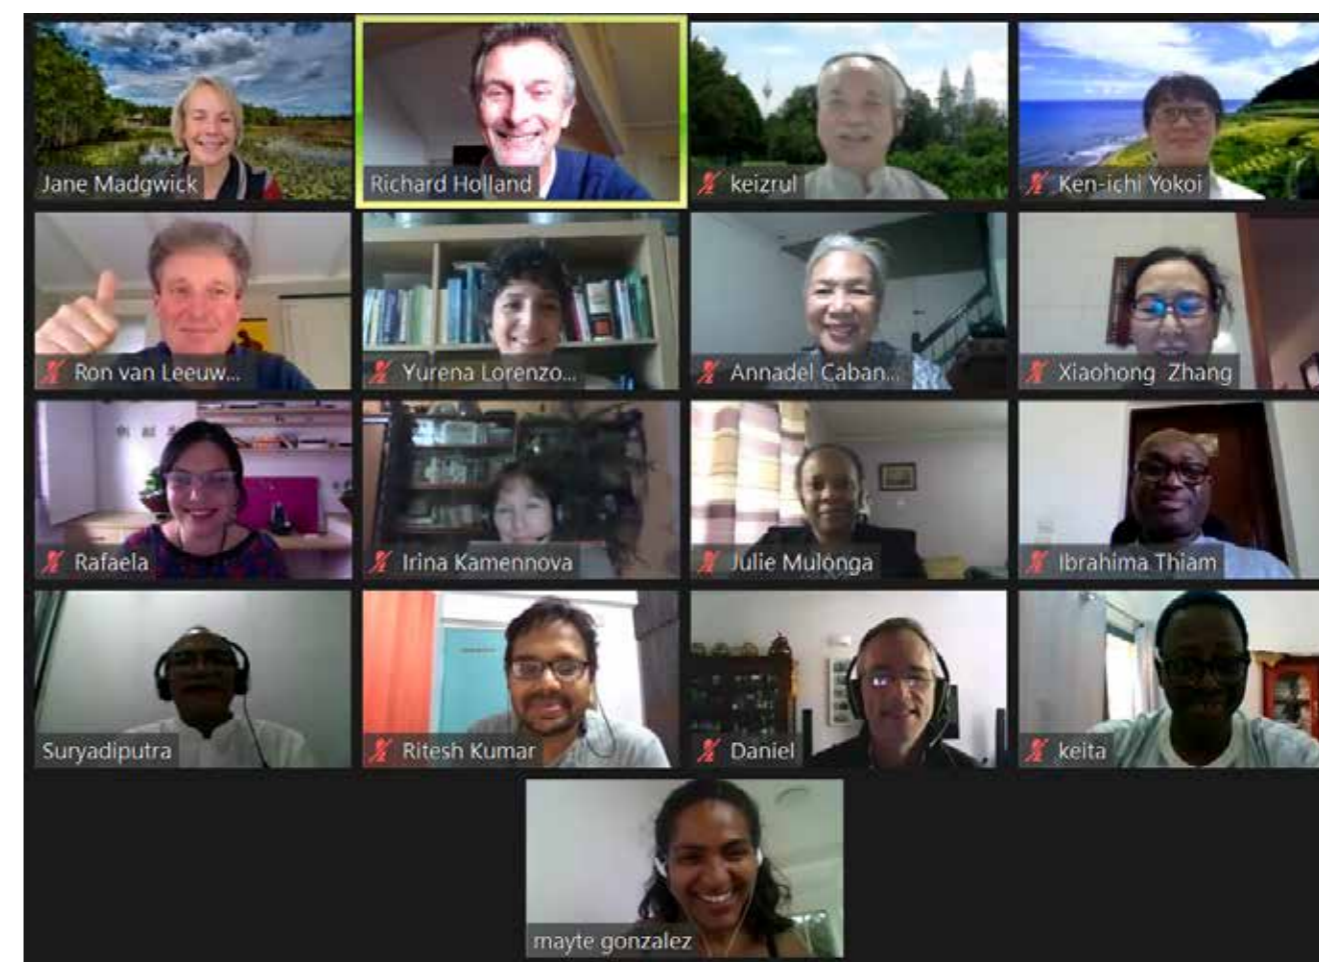 Jane Madgwick
Richard Holland
keizrul
Ken-ichi Yokoi
Ron van Leeuw...
Yurena Lorenzo...
Annadel Caban...
Xiaohong Zhang
Rafaela
Irina Kamennova
Julie Mulonga
Ibrahima Thiam
Suryadiputra
Ritesh Kumar
Daniel
keita
mayte gonzalez